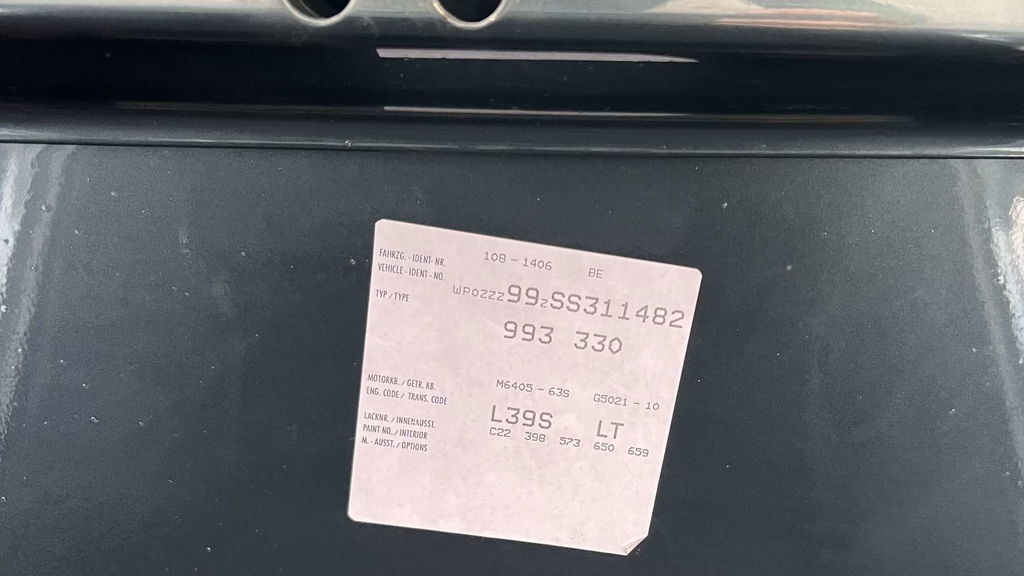 108 - 1406 BE
FAHRZG. - IDENT- NR.
VEHICLE - IDENT - NO.
WP0ZZZ99ZSS311482
TYP / TYPE
993 330
MOTORKB. / GETR. KB.
ENG. CODE / TRANS. CODE
M6405 - 63S G5021 - 10
LACKNR. / INNENAUSST.
PAINT NO. / INTERIOR
L39S LT
M. - AUSST. / OPTIONS
C22 398 573 650 659